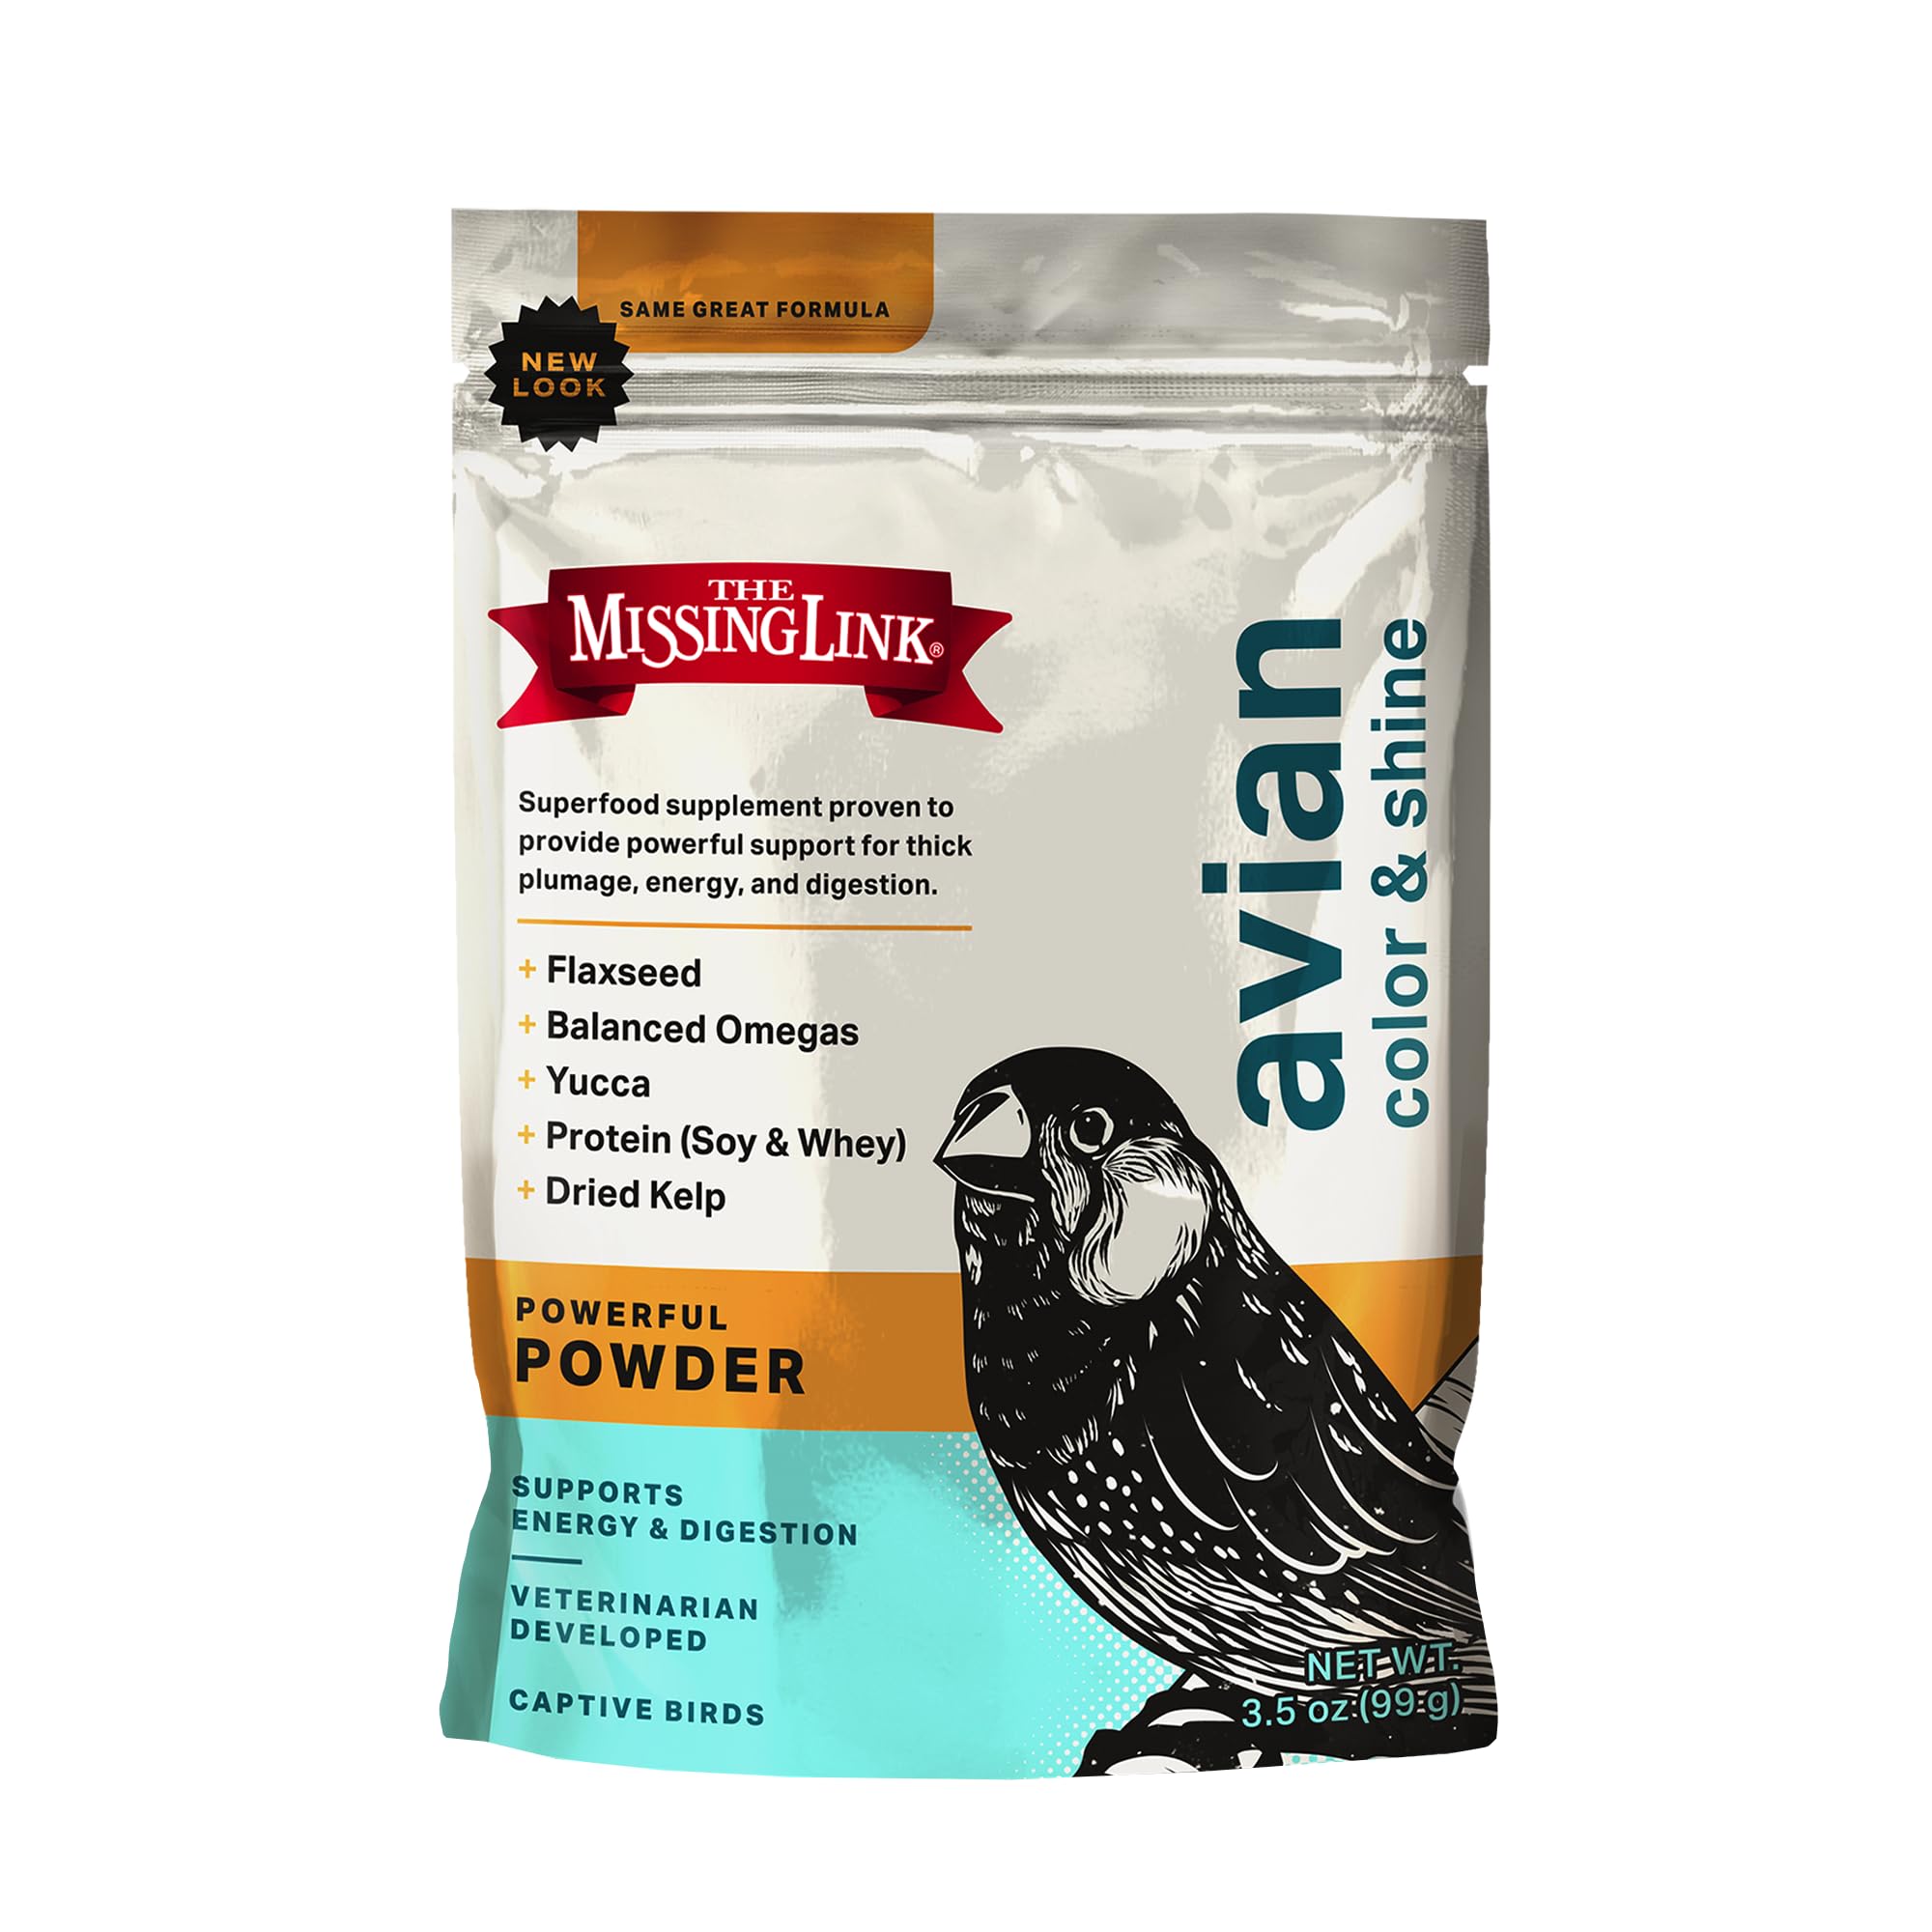 SAME GREAT FORMULA
NEW
LOOK
THE
MISSING LINK®
avian
color & shine
Superfood supplement proven to
provide powerful support for thick
plumage, energy, and digestion.
+ Flaxseed
+ Balanced Omegas
+ Yucca
+ Protein (Soy & Whey)
+ Dried Kelp
POWERFUL
POWDER
SUPPORTS
ENERGY & DIGESTION
VETERINARIAN
DEVELOPED
CAPTIVE BIRDS
NET WT.
3.5 oz (99 g)